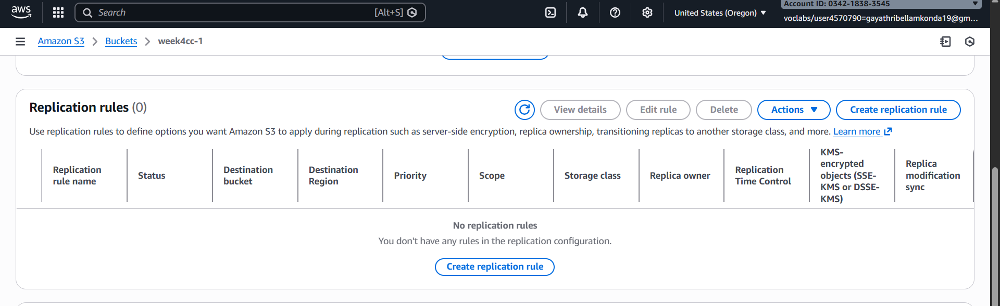 aws
Search
[Alt+S]
United States (Oregon)
Account ID: 0342-1838-3545
voclabs/user4570790=gayathribellamkonda19@gm...
Amazon S3
Buckets
week4cc-1
Replication rules (0)
View details
Edit rule
Delete
Actions
Create replication rule
Use replication rules to define options you want Amazon S3 to apply during replication such as server-side encryption, replica ownership, transitioning replicas to another storage class, and more. Learn more
Replication
rule name
Status
Destination
bucket
Destination
Region
Priority
Scope
Storage class
Replica owner
Replication
Time Control
KMS-
encrypted
objects (SSE-
KMS or DSSE-
KMS)
Replica
modification
sync
No replication rules
You don't have any rules in the replication configuration.
Create replication rule